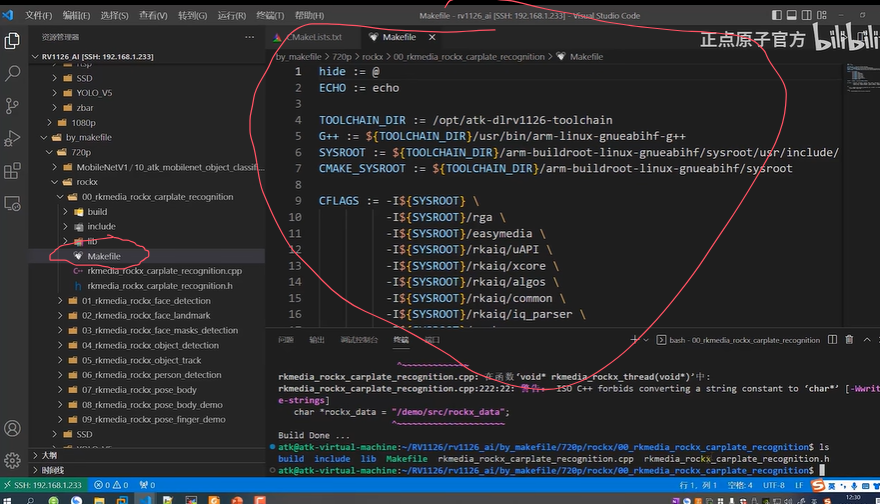 文件(F) 编辑(E) 选择(S) 查看(V) 转到(G) 运行(R) 终端(T) 帮助(H)
Makefile - rv1126_ai [SSH: 192.168.1.233] - Visual Studio Code
正点原子官方 bilibili
资源管理器
RV1126_AI [SSH: 192.168.1.233]
SSD
YOLO_V5
zbar
1080p
by_makefile
720p
MobileNetV1 / 10_atk_mobilenet_object_classif...
rockx
00_rkmedia_rockx_carplate_recognition
build
include
lib
Makefile
rkmedia_rockx_carplate_recognition.cpp
rkmedia_rockx_carplate_recognition.h
01_rkmedia_rockx_face_detection
02_rkmedia_rockx_face_landmark
03_rkmedia_rockx_face_masks_detection
04_rkmedia_rockx_object_detection
05_rkmedia_rockx_object_track
06_rkmedia_rockx_person_detection
07_rkmedia_rockx_pose_body
08_rkmedia_rockx_pose_body_demo
09_rkmedia_rockx_pose_finger_demo
SSD
大纲
时间线
CMakeLists.txt
Makefile
by_makefile > 720p > rockx > 00_rkmedia_rockx_carplate_recognition > Makefile
1 hide := @
2 ECHO := echo
3
4 TOOLCHAIN_DIR := /opt/atk-dlrv1126-toolchain
5 G++ := ${TOOLCHAIN_DIR}/usr/bin/arm-linux-gnueabihf-g++
6 SYSROOT := ${TOOLCHAIN_DIR}/arm-buildroot-linux-gnueabihf/sysroot/usr/include/
7 CMAKE_SYSROOT := ${TOOLCHAIN_DIR}/arm-buildroot-linux-gnueabihf/sysroot
8
9 CFLAGS := -I${SYSROOT} \
10 -I${SYSROOT}/rga \
11 -I${SYSROOT}/easymedia \
12 -I${SYSROOT}/rkaiq/uAPI \
13 -I${SYSROOT}/rkaiq/xcore \
14 -I${SYSROOT}/rkaiq/algos \
15 -I${SYSROOT}/rkaiq/common \
16 -I${SYSROOT}/rkaiq/iq_parser \
问题 输出 调试控制台 终端 端口
bash - 00_rkmedia_rockx_carplate_recognition
^~~~~~~~~~~~~~
rkmedia_rockx_carplate_recognition.cpp: 在函数‘void* rkmedia_rockx_thread(void*)’中:
rkmedia_rockx_carplate_recognition.cpp:222:22: 警告: ISO C++ forbids converting a string constant to ‘char*’ [-Wwrit
e-strings]
char *rockx_data = "/demo/src/rockx_data";
^~~~~~~~~~~~~~~~~~~~~~
Build Done ...
atk@atk-virtual-machine:~/RV1126/rv1126_ai/by_makefile/720p/rockx/00_rkmedia_rockx_carplate_recognition$ ls
build include lib Makefile rkmedia_rockx_carplate_recognition.cpp rkmedia_rockx_carplate_recognition.h
atk@atk-virtual-machine:~/RV1126/rv1126_ai/by_makefile/720p/rockx/00_rkmedia_rockx_carplate_recognition$
SSH: 192.168.1.233 0 0 0 行 1, 列 1 空格: 4 UTF-8 LF
英
12:30